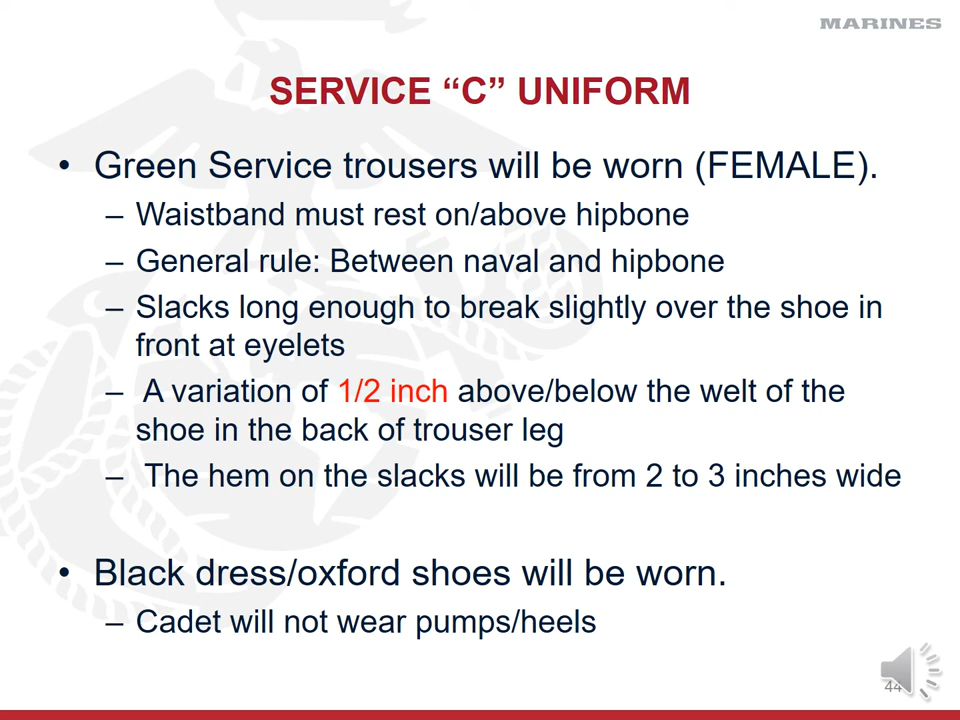 MARINES
SERVICE “C” UNIFORM
• Green Service trousers will be worn (FEMALE).
– Waistband must rest on/above hipbone
– General rule: Between naval and hipbone
– Slacks long enough to break slightly over the shoe in
front at eyelets
– A variation of 1/2 inch above/below the welt of the
shoe in the back of trouser leg
– The hem on the slacks will be from 2 to 3 inches wide
• Black dress/oxford shoes will be worn.
– Cadet will not wear pumps/heels
44